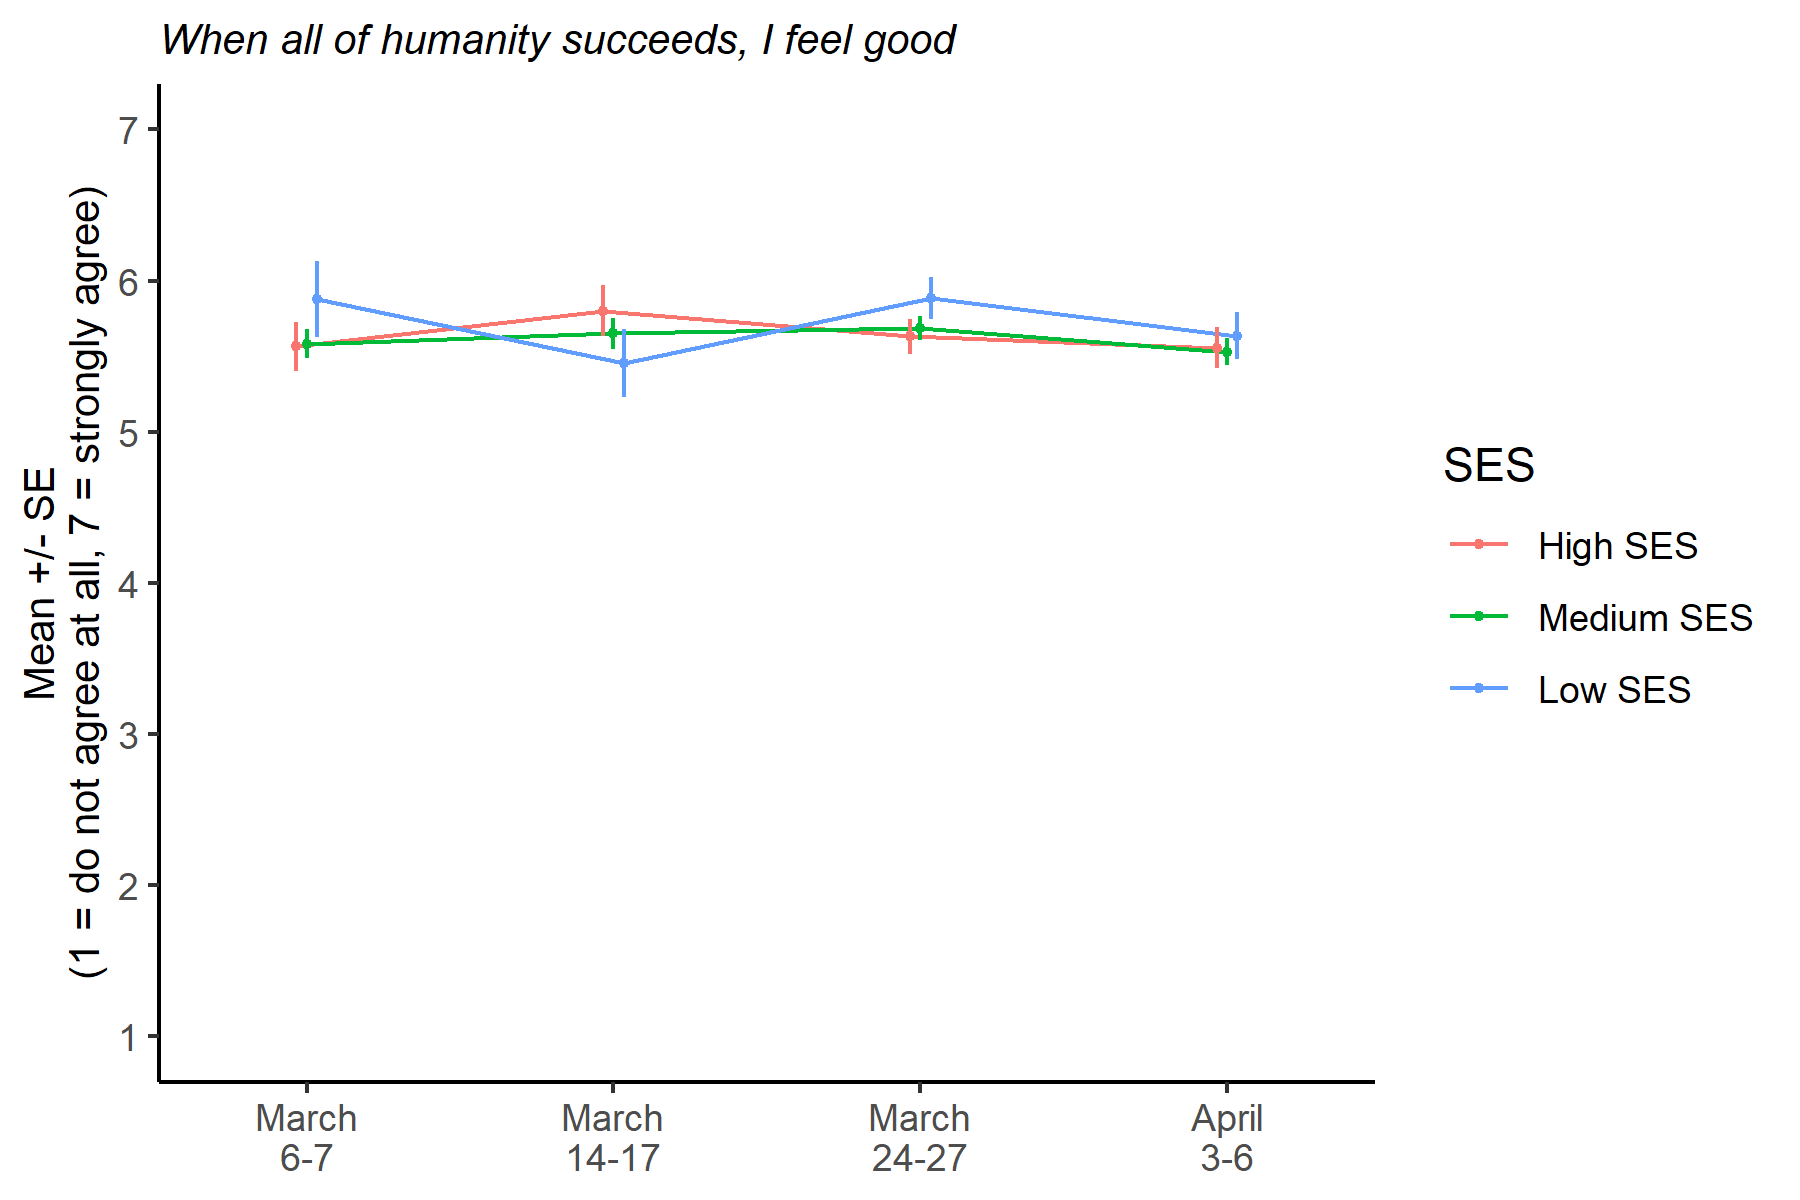 When all of humanity succeeds, I feel good
Mean +/- SE
(1 = do not agree at all, 7 = strongly agree)
7
6
5
4
3
2
1
March
6-7
March
14-17
March
24-27
April
3-6
SES
High SES
Medium SES
Low SES